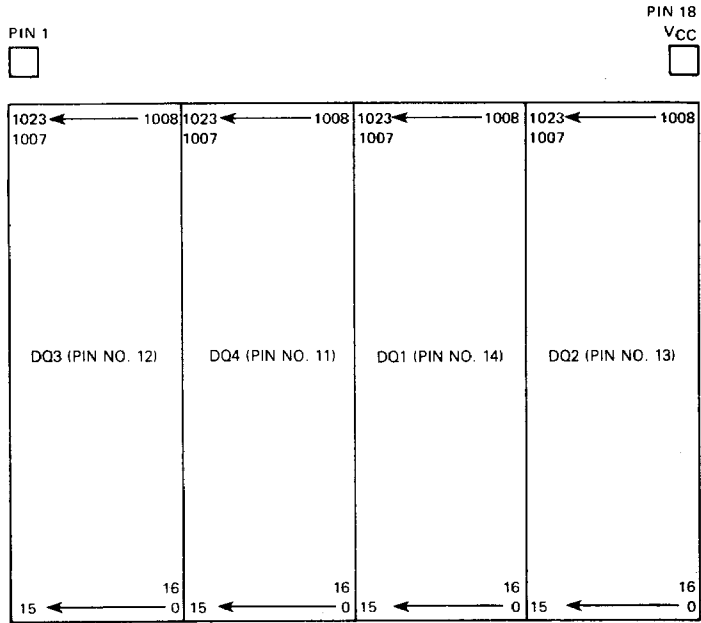 PIN 18
PIN 1
VCC
1023 1008 1023 1008 1023 1008 1023 1008
1007 1007 1007 1007
DQ3 (PIN NO. 12) DQ4 (PIN NO. 11) DQ1 (PIN NO. 14) DQ2 (PIN NO. 13)
16 16 16 16
15 0 15 0 15 0 15 0